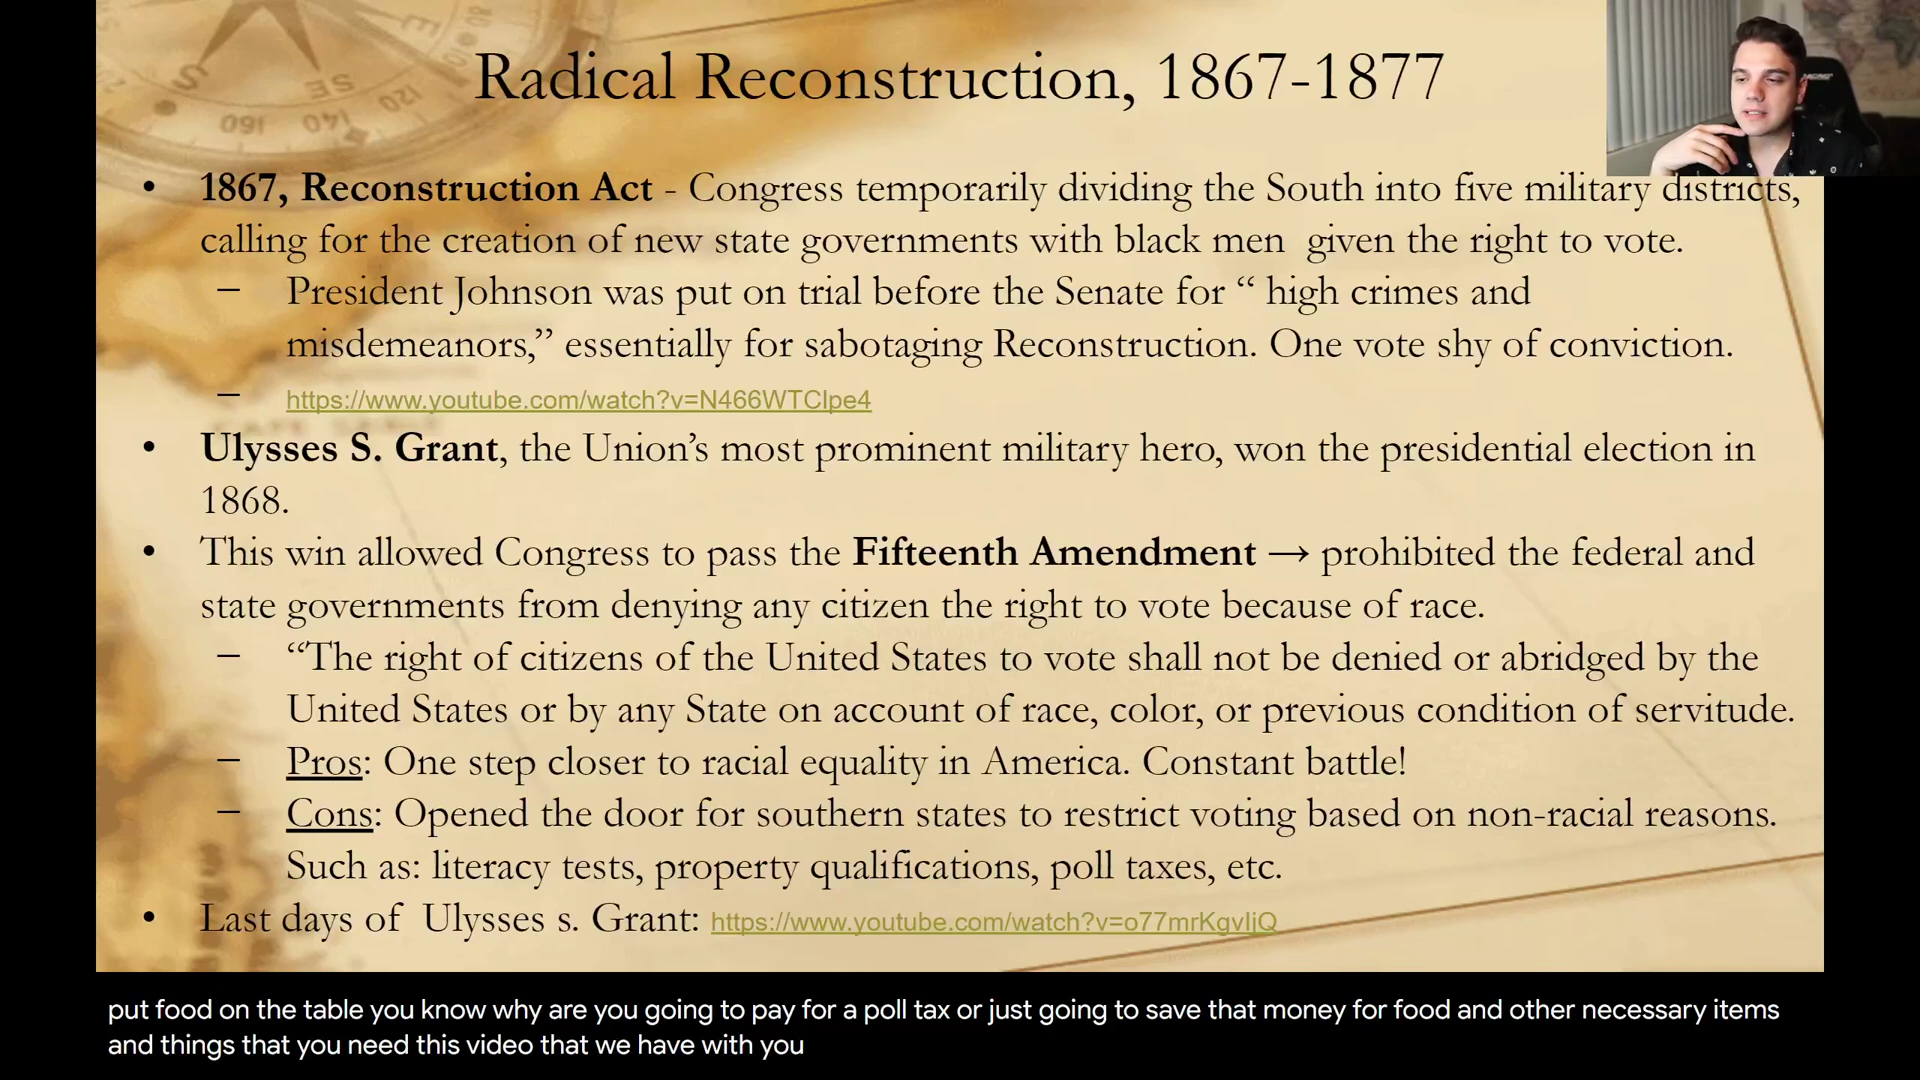 Radical Reconstruction, 1867-1877
• 1867, Reconstruction Act - Congress temporarily dividing the South into five military districts,
calling for the creation of new state governments with black men  given the right to vote.
– President Johnson was put on trial before the Senate for “ high crimes and
misdemeanors,” essentially for sabotaging Reconstruction. One vote shy of conviction.
– https://www.youtube.com/watch?v=N466WTClpe4
• Ulysses S. Grant, the Union’s most prominent military hero, won the presidential election in
1868.
• This win allowed Congress to pass the Fifteenth Amendment → prohibited the federal and
state governments from denying any citizen the right to vote because of race.
– “The right of citizens of the United States to vote shall not be denied or abridged by the
United States or by any State on account of race, color, or previous condition of servitude.
– Pros: One step closer to racial equality in America. Constant battle!
– Cons: Opened the door for southern states to restrict voting based on non-racial reasons.
Such as: literacy tests, property qualifications, poll taxes, etc.
• Last days of  Ulysses s. Grant: https://www.youtube.com/watch?v=o77mrKgvIjQ
put food on the table you know why are you going to pay for a poll tax or just going to save that money for food and other necessary items
and things that you need this video that we have with you